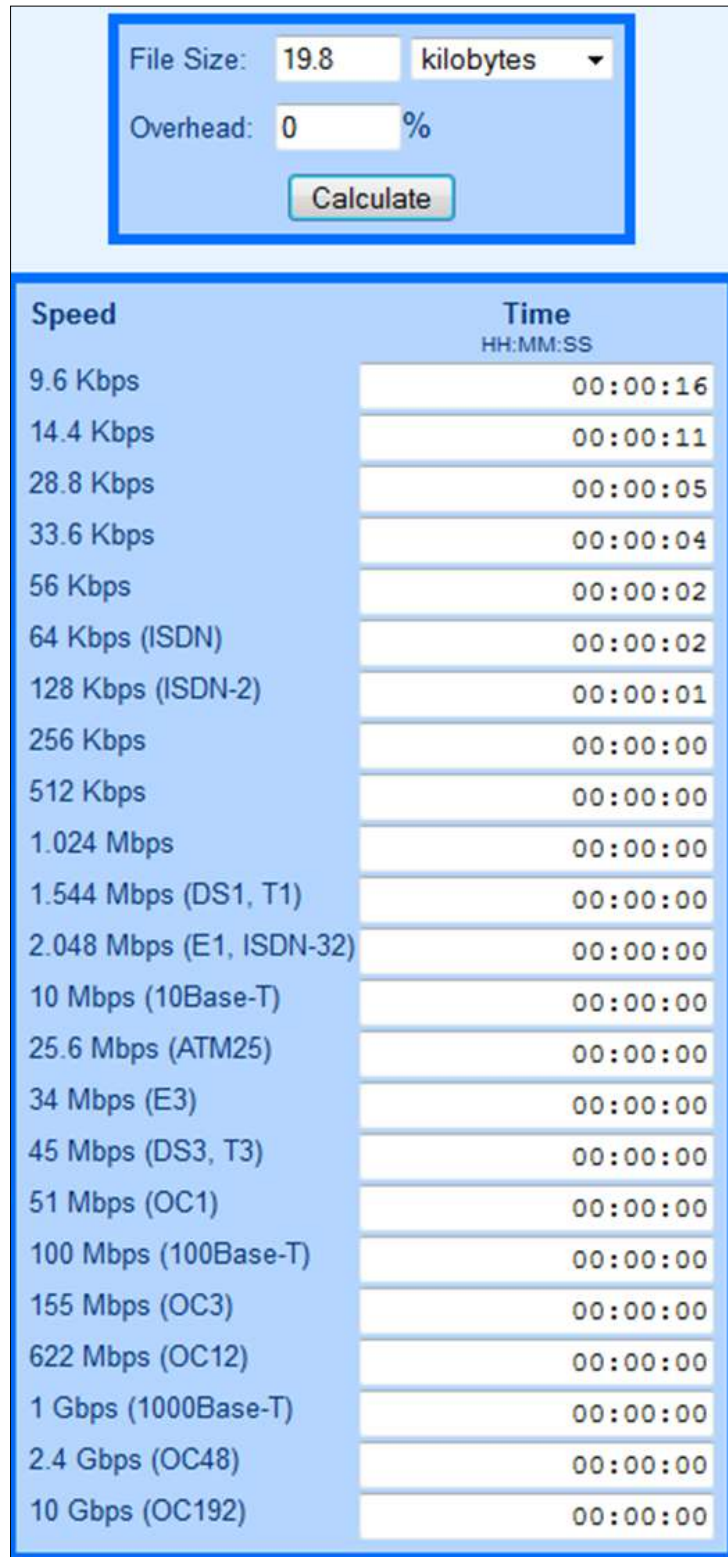 File Size: 19.8 kilobytes
Overhead: 0 %
Calculate
Speed Time
HH:MM:SS
9.6 Kbps 00:00:16
14.4 Kbps 00:00:11
28.8 Kbps 00:00:05
33.6 Kbps 00:00:04
56 Kbps 00:00:02
64 Kbps (ISDN) 00:00:02
128 Kbps (ISDN-2) 00:00:01
256 Kbps 00:00:00
512 Kbps 00:00:00
1.024 Mbps 00:00:00
1.544 Mbps (DS1, T1) 00:00:00
2.048 Mbps (E1, ISDN-32) 00:00:00
10 Mbps (10Base-T) 00:00:00
25.6 Mbps (ATM25) 00:00:00
34 Mbps (E3) 00:00:00
45 Mbps (DS3, T3) 00:00:00
51 Mbps (OC1) 00:00:00
100 Mbps (100Base-T) 00:00:00
155 Mbps (OC3) 00:00:00
622 Mbps (OC12) 00:00:00
1 Gbps (1000Base-T) 00:00:00
2.4 Gbps (OC48) 00:00:00
10 Gbps (OC192) 00:00:00